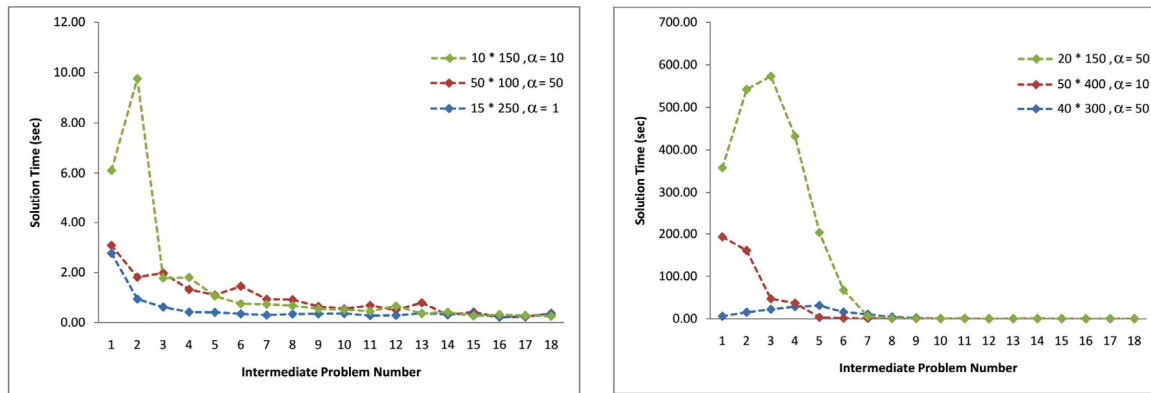 12.00
10.00
8.00
6.00
4.00
2.00
0.00
Solution Time (sec)
10 * 150 , α = 10
50 * 100 , α = 50
15 * 250 , α = 1
1 2 3 4 5 6 7 8 9 10 11 12 13 14 15 16 17 18
Intermediate Problem Number
700.00
600.00
500.00
400.00
300.00
200.00
100.00
0.00
Solution Time (sec)
20 * 150 , α = 50
50 * 400 , α = 10
40 * 300 , α = 50
1 2 3 4 5 6 7 8 9 10 11 12 13 14 15 16 17 18
Intermediate Problem Number